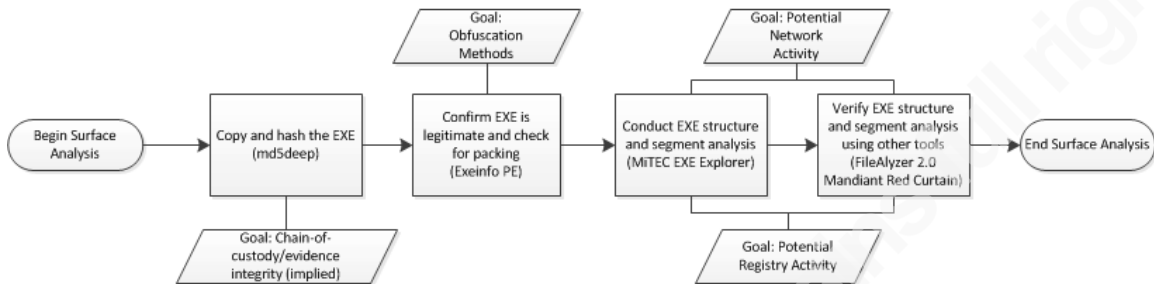 Begin Surface
Analysis
Copy and hash the EXE
(md5deep)
Goal: Chain-of-
custody/evidence
integrity (implied)
Goal:
Obfuscation
Methods
Confirm EXE is
legitimate and check
for packing
(Exeinfo PE)
Goal: Potential
Network
Activity
Conduct EXE structure
and segment analysis
(MiTEC EXE Explorer)
Verify EXE structure
and segment analysis
using other tools
(FileAlyzer 2.0
Mandiant Red Curtain)
Goal: Potential
Registry Activity
End Surface Analysis